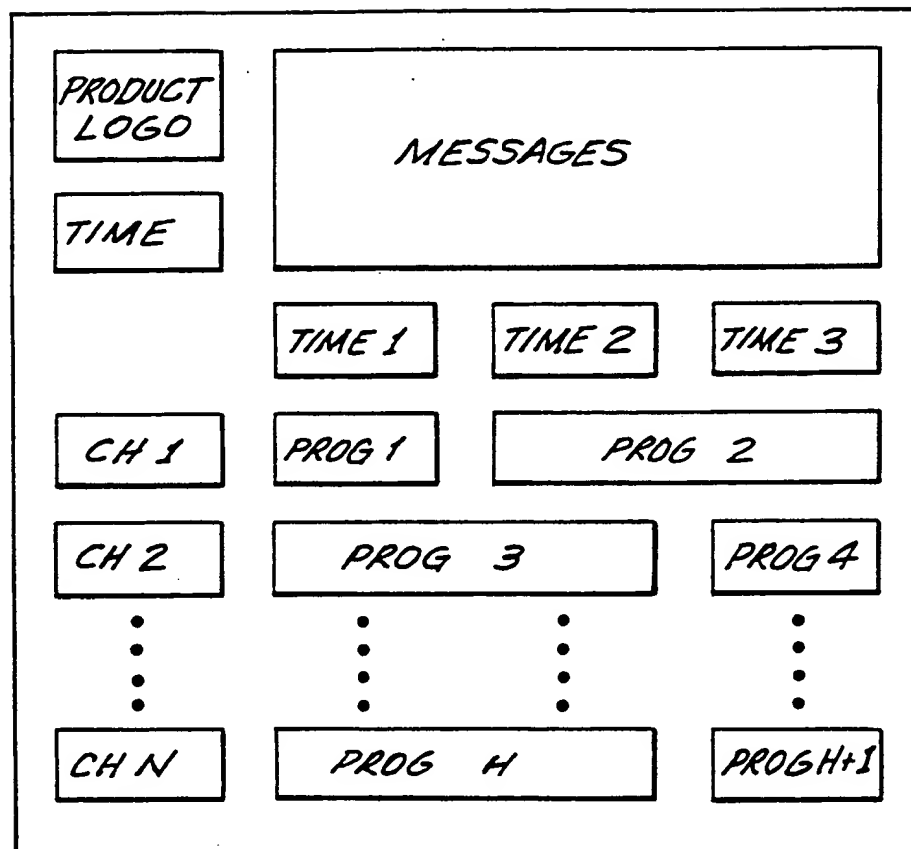 PRODUCT
LOGO
MESSAGES
TIME
TIME 1
TIME 2
TIME 3
CH 1
PROG 1
PROG 2
CH 2
PROG 3
PROG 4
CH N
PROG H
PROG H+1